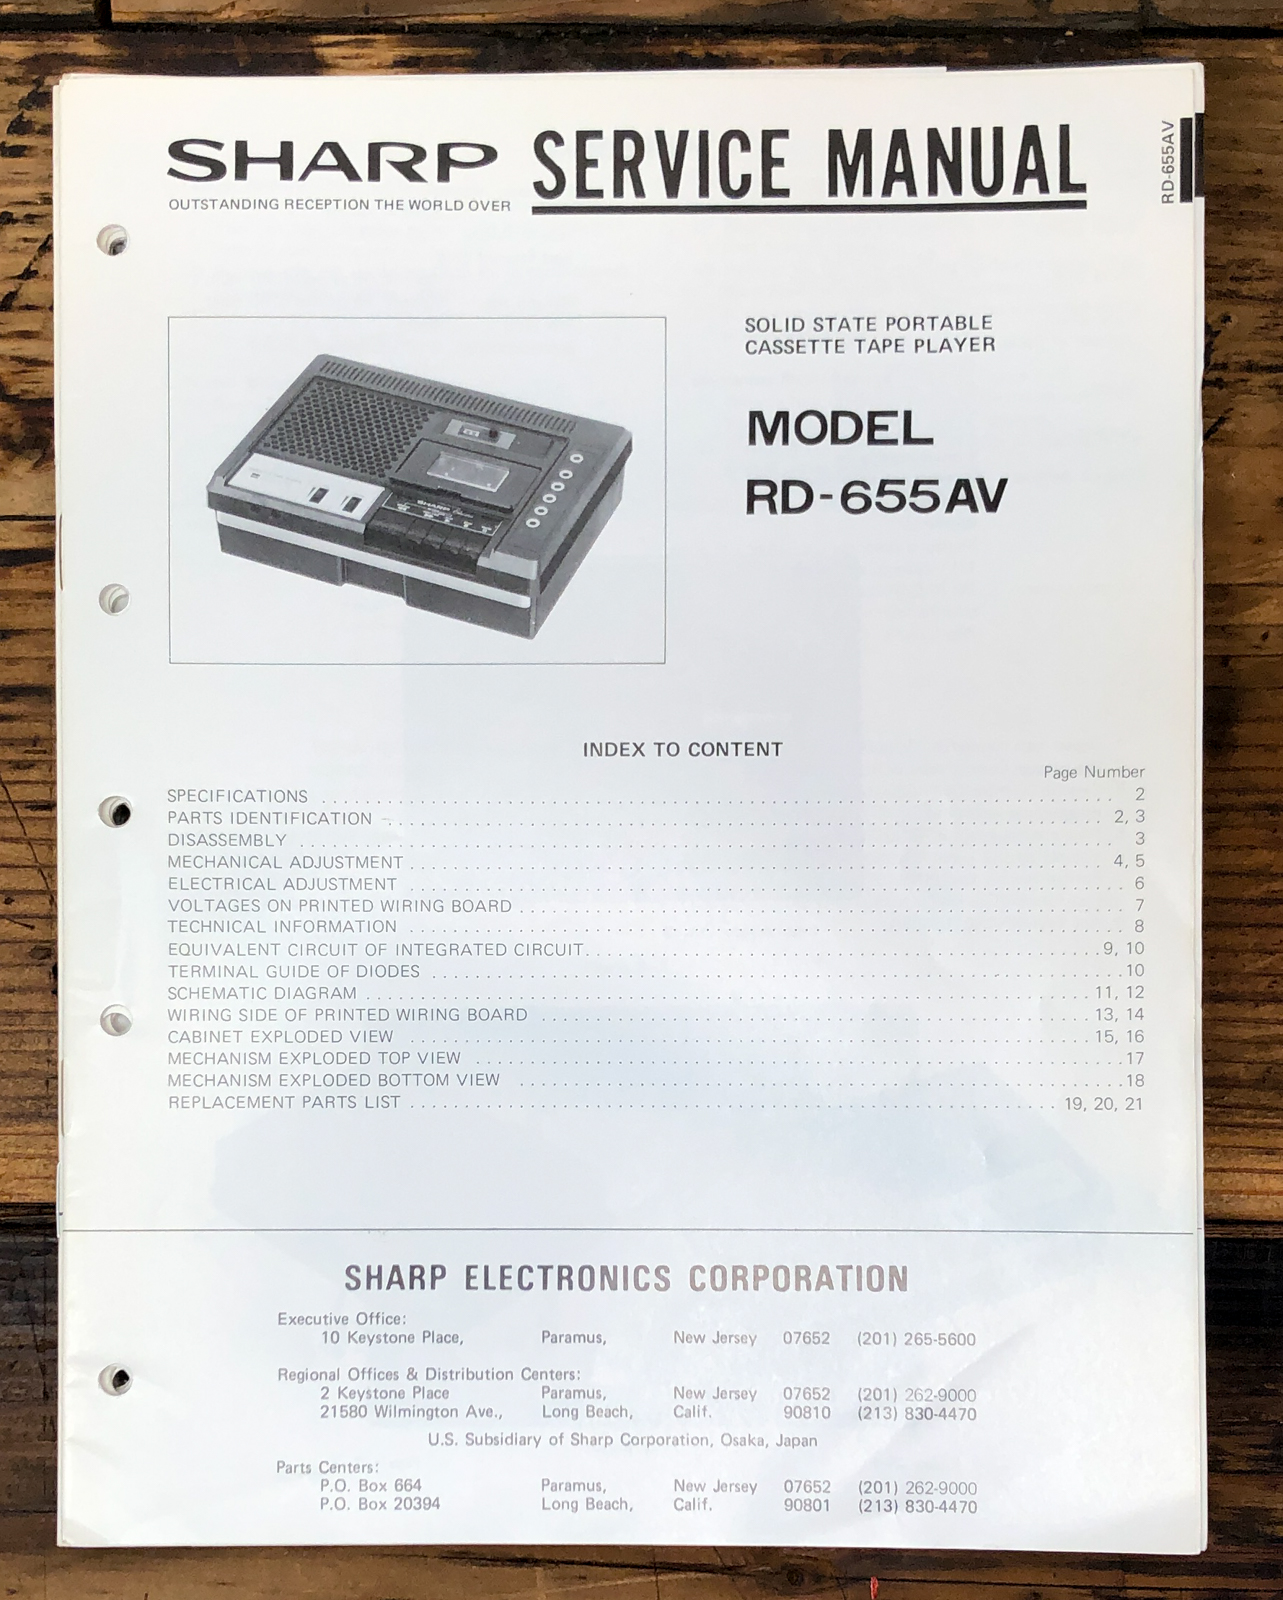 SHARP SERVICE MANUAL
OUTSTANDING RECEPTION THE WORLD OVER
RD-655AV
SOLID STATE PORTABLE
CASSETTE TAPE PLAYER
MODEL
RD-655AV
SHARP
INDEX TO CONTENT
Page Number
SPECIFICATIONS 2
PARTS IDENTIFICATION 2, 3
DISASSEMBLY 3
MECHANICAL ADJUSTMENT 4, 5
ELECTRICAL ADJUSTMENT 6
VOLTAGES ON PRINTED WIRING BOARD 7
TECHNICAL INFORMATION 8
EQUIVALENT CIRCUIT OF INTEGRATED CIRCUIT 9, 10
TERMINAL GUIDE OF DIODES 10
SCHEMATIC DIAGRAM 11, 12
WIRING SIDE OF PRINTED WIRING BOARD 13, 14
CABINET EXPLODED VIEW 15, 16
MECHANISM EXPLODED TOP VIEW 17
MECHANISM EXPLODED BOTTOM VIEW 18
REPLACEMENT PARTS LIST 19, 20, 21
SHARP ELECTRONICS CORPORATION
Executive Office:
10 Keystone Place, Paramus, New Jersey 07652 (201) 265-5600
Regional Offices & Distribution Centers:
2 Keystone Place Paramus, New Jersey 07652 (201) 262-9000
21580 Wilmington Ave., Long Beach, Calif. 90810 (213) 830-4470
U.S. Subsidiary of Sharp Corporation, Osaka, Japan
Parts Centers:
P.O. Box 664 Paramus, New Jersey 07652 (201) 262-9000
P.O. Box 20394 Long Beach, Calif. 90801 (213) 830-4470